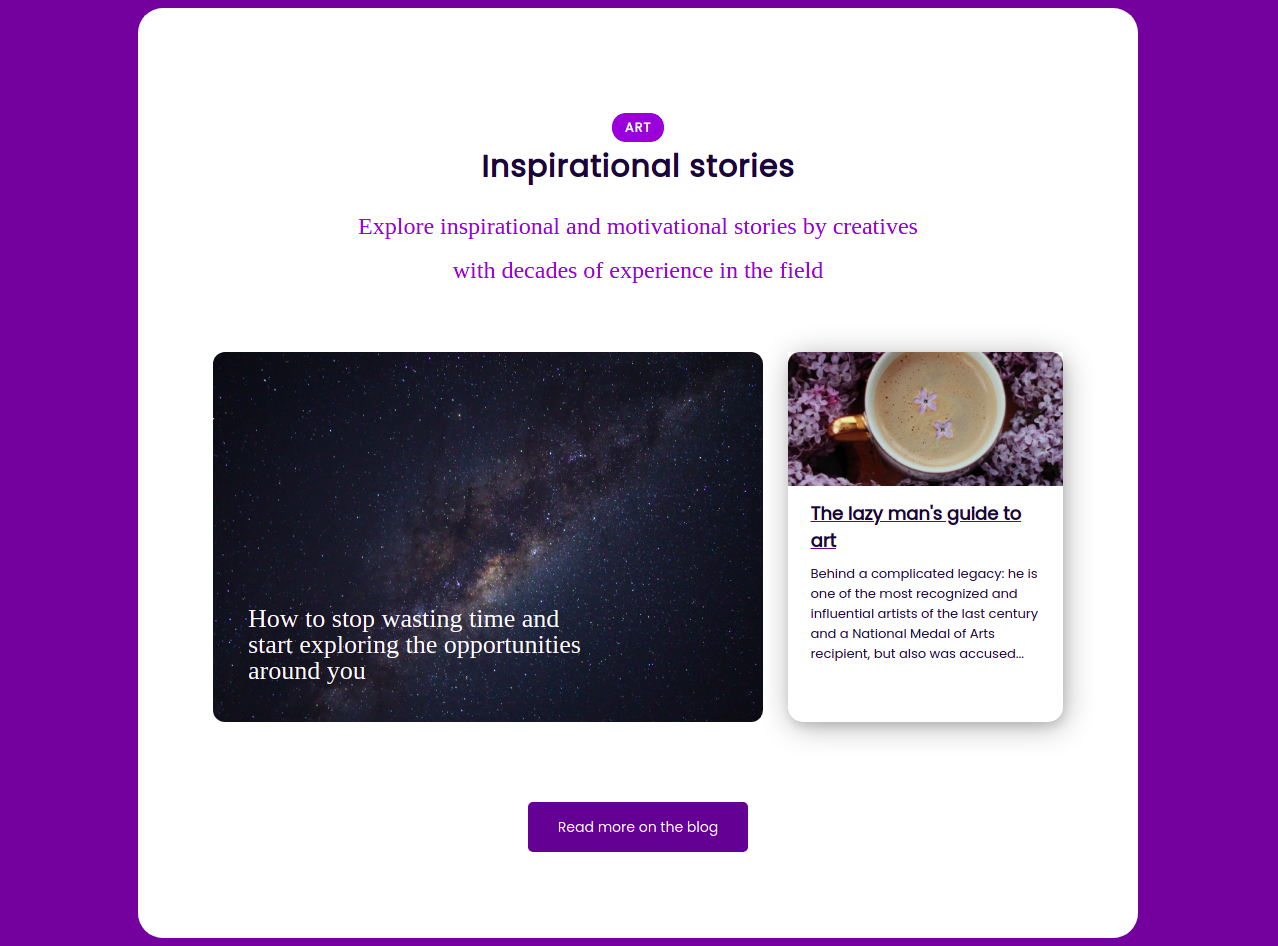 ART
Inspirational stories
Explore inspirational and motivational stories by creatives
with decades of experience in the field
How to stop wasting time and
start exploring the opportunities
around you
The lazy man's guide to
art
Behind a complicated legacy: he is
one of the most recognized and
influential artists of the last century
and a National Medal of Arts
recipient, but also was accused...
Read more on the blog